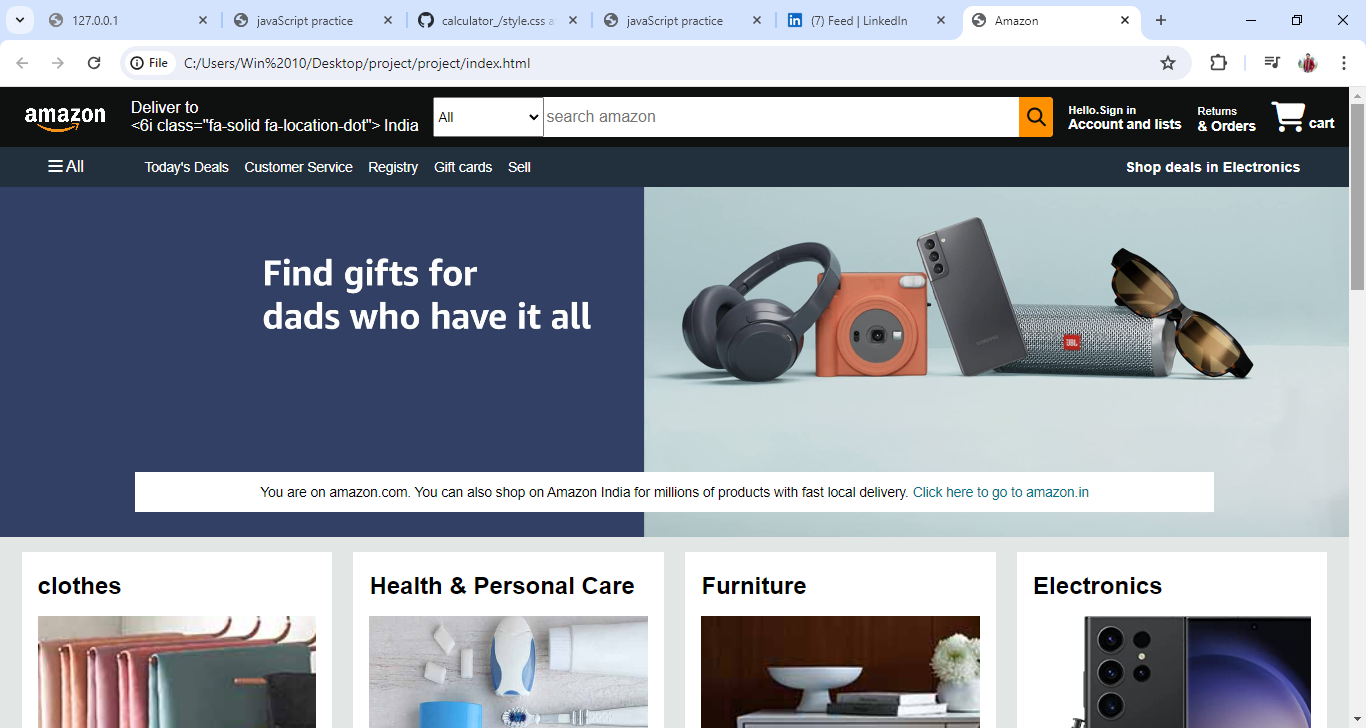 127.0.0.1
javaScript practice
calculator_/style.css a
javaScript practice
(7) Feed | LinkedIn
Amazon
File
C:/Users/Win%2010/Desktop/project/project/index.html
amazon
Deliver to
<6i class="fa-solid fa-location-dot"> India
All
search amazon
Hello.Sign in
Account and lists
Returns
& Orders
cart
All
Today's Deals
Customer Service
Registry
Gift cards
Sell
Shop deals in Electronics
Find gifts for
dads who have it all
JBL
You are on amazon.com. You can also shop on Amazon India for millions of products with fast local delivery. Click here to go to amazon.in
clothes
Health & Personal Care
Furniture
Electronics